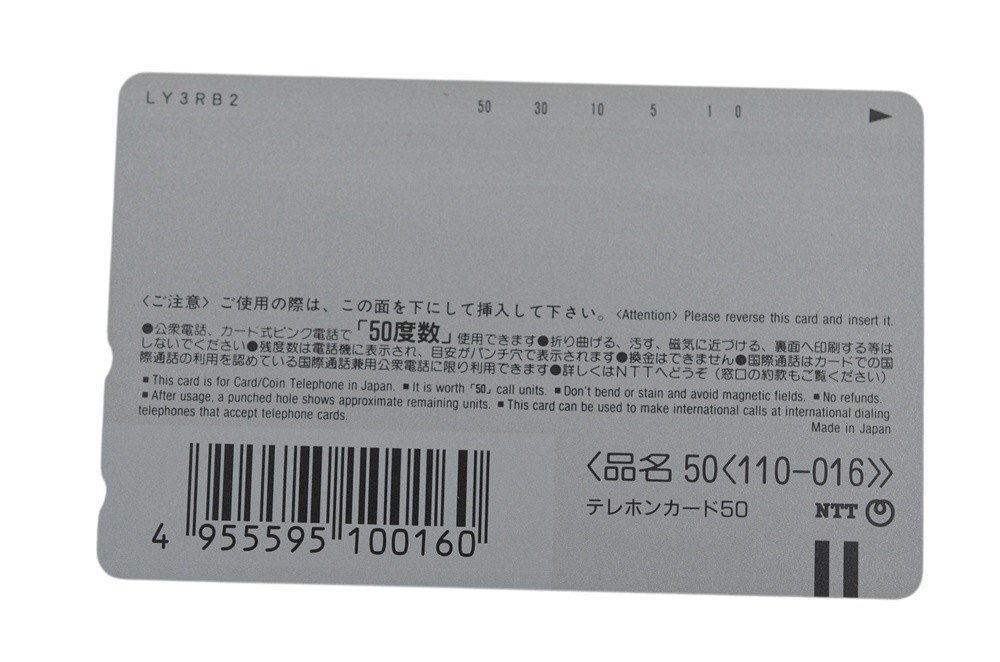 LY3RB2
50 30 10 5 1 0
〈ご注意〉ご使用の際は、この面を下にして挿入して下さい。〈Attention〉Please reverse this card and insert it.
●公衆電話、カード式ピンク電話で「50度数」使用できます●折り曲げる、汚す、磁気に近づける、裏面へ印刷する等は
しないでください●残度数は電話機に表示され、目安がパンチ穴で表示されます●換金はできません●国際通話はカードでの国
際通話の利用を認めている国際通話兼用公衆電話に限り利用できます●詳しくはNTTへどうぞ（窓口の約款もご覧ください）
■This card is for Card/Coin Telephone in Japan. ■It is worth「50」call units. ■Don't bend or stain and avoid magnetic fields. ■No refunds.
■After usage, a punched hole shows approximate remaining units. ■This card can be used to make international calls at international dialing
telephones that accept telephone cards.
Made in Japan
〈品名 50〈110-016〉〉
テレホンカード50
NTT
4 955595 100160